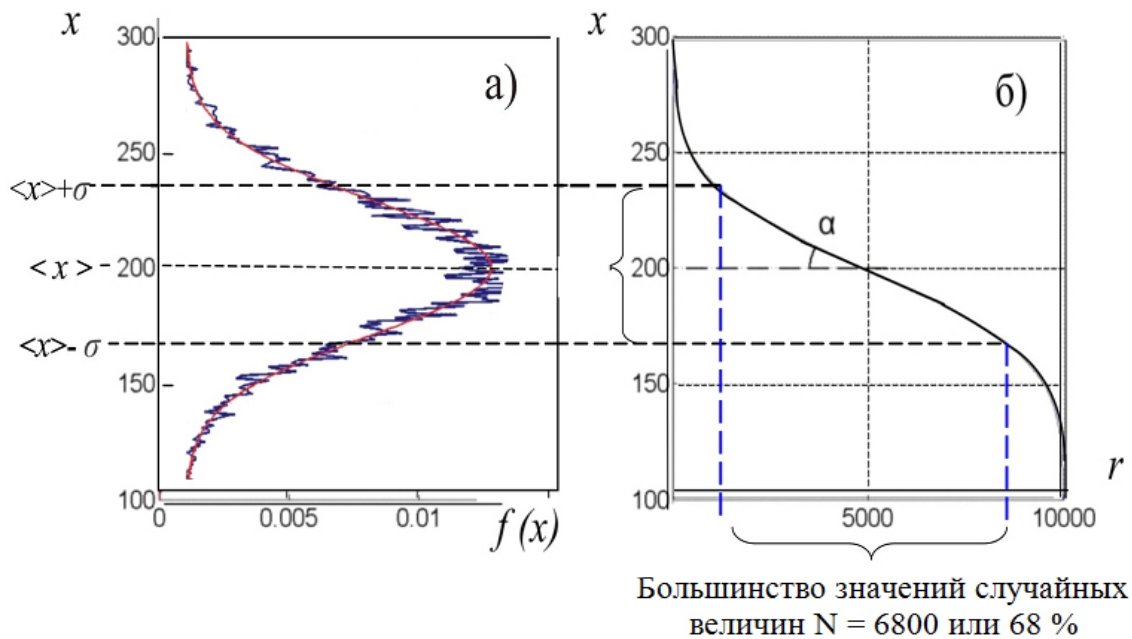 x
300
250
<x>+σ
<x>
200
<x>- σ
150
100
0
0.005
0.01
f (x)
а)
x
300
250
200
150
100
5000
10000
r
б)
α
Большинство значений случайных
величин N = 6800 или 68 %